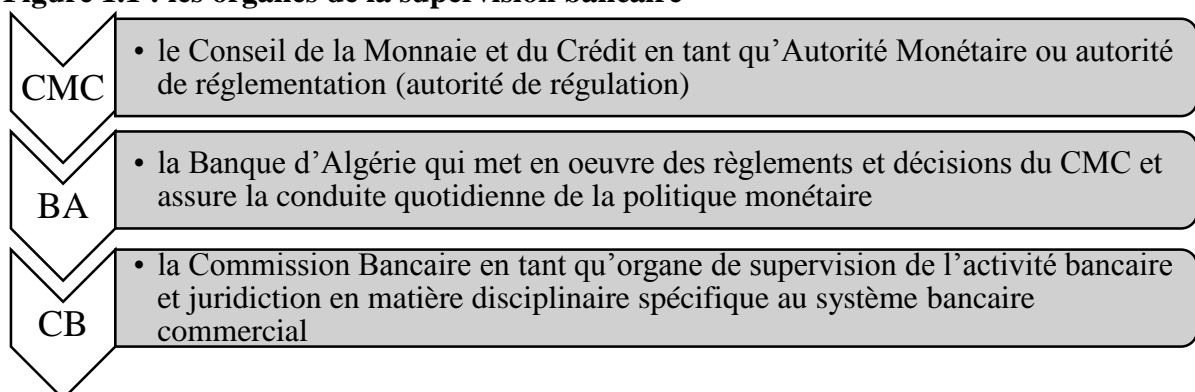 Figure 1.1 : les organes de la supervision bancaire
CMC
• le Conseil de la Monnaie et du Crédit en tant qu’Autorité Monétaire ou autorité
de réglementation (autorité de régulation)
BA
• la Banque d’Algérie qui met en oeuvre des règlements et décisions du CMC et
assure la conduite quotidienne de la politique monétaire
CB
• la Commission Bancaire en tant qu’organe de supervision de l’activité bancaire
et juridiction en matière disciplinaire spécifique au système bancaire
commercial